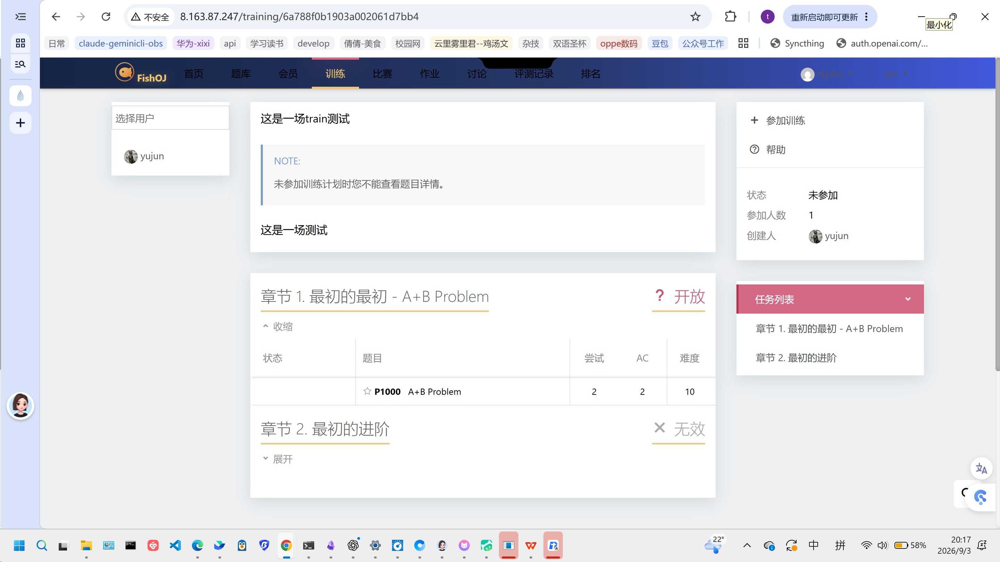 不安全
8.163.87.247/training/6a788f0b1903a002061d7bb4
t
重新启动即可更新
最小化
日常
claude-geminicli-obs
华为-xixi
api
学习读书
develop
倩倩-美食
校园网
云里雾里君--鸡汤文
杂技
双语圣杯
oppe数码
豆包
公众号工作
Syncthing
auth.openai.com/...
FishOJ
首页
题库
会员
训练
比赛
作业
讨论
评测记录
排名
Hydro
tao
选择用户
yujun
这是一场train测试
NOTE:
未参加训练计划时您不能查看题目详情。
这是一场测试
参加训练
帮助
状态 未参加
参加人数 1
创建人 yujun
章节 1. 最初的最初 - A+B Problem
? 开放
收缩
状态 题目 尝试 AC 难度
P1000 A+B Problem 2 2 10
章节 2. 最初的进阶
无效
展开
任务列表
章节 1. 最初的最初 - A+B Problem
章节 2. 最初的进阶
22°
中
拼
58%
20:17
2026/9/3